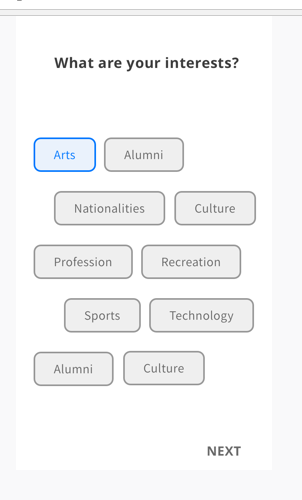 What are your interests?
Arts Alumni
Nationalities Culture
Profession Recreation
Sports Technology
Alumni Culture
NEXT